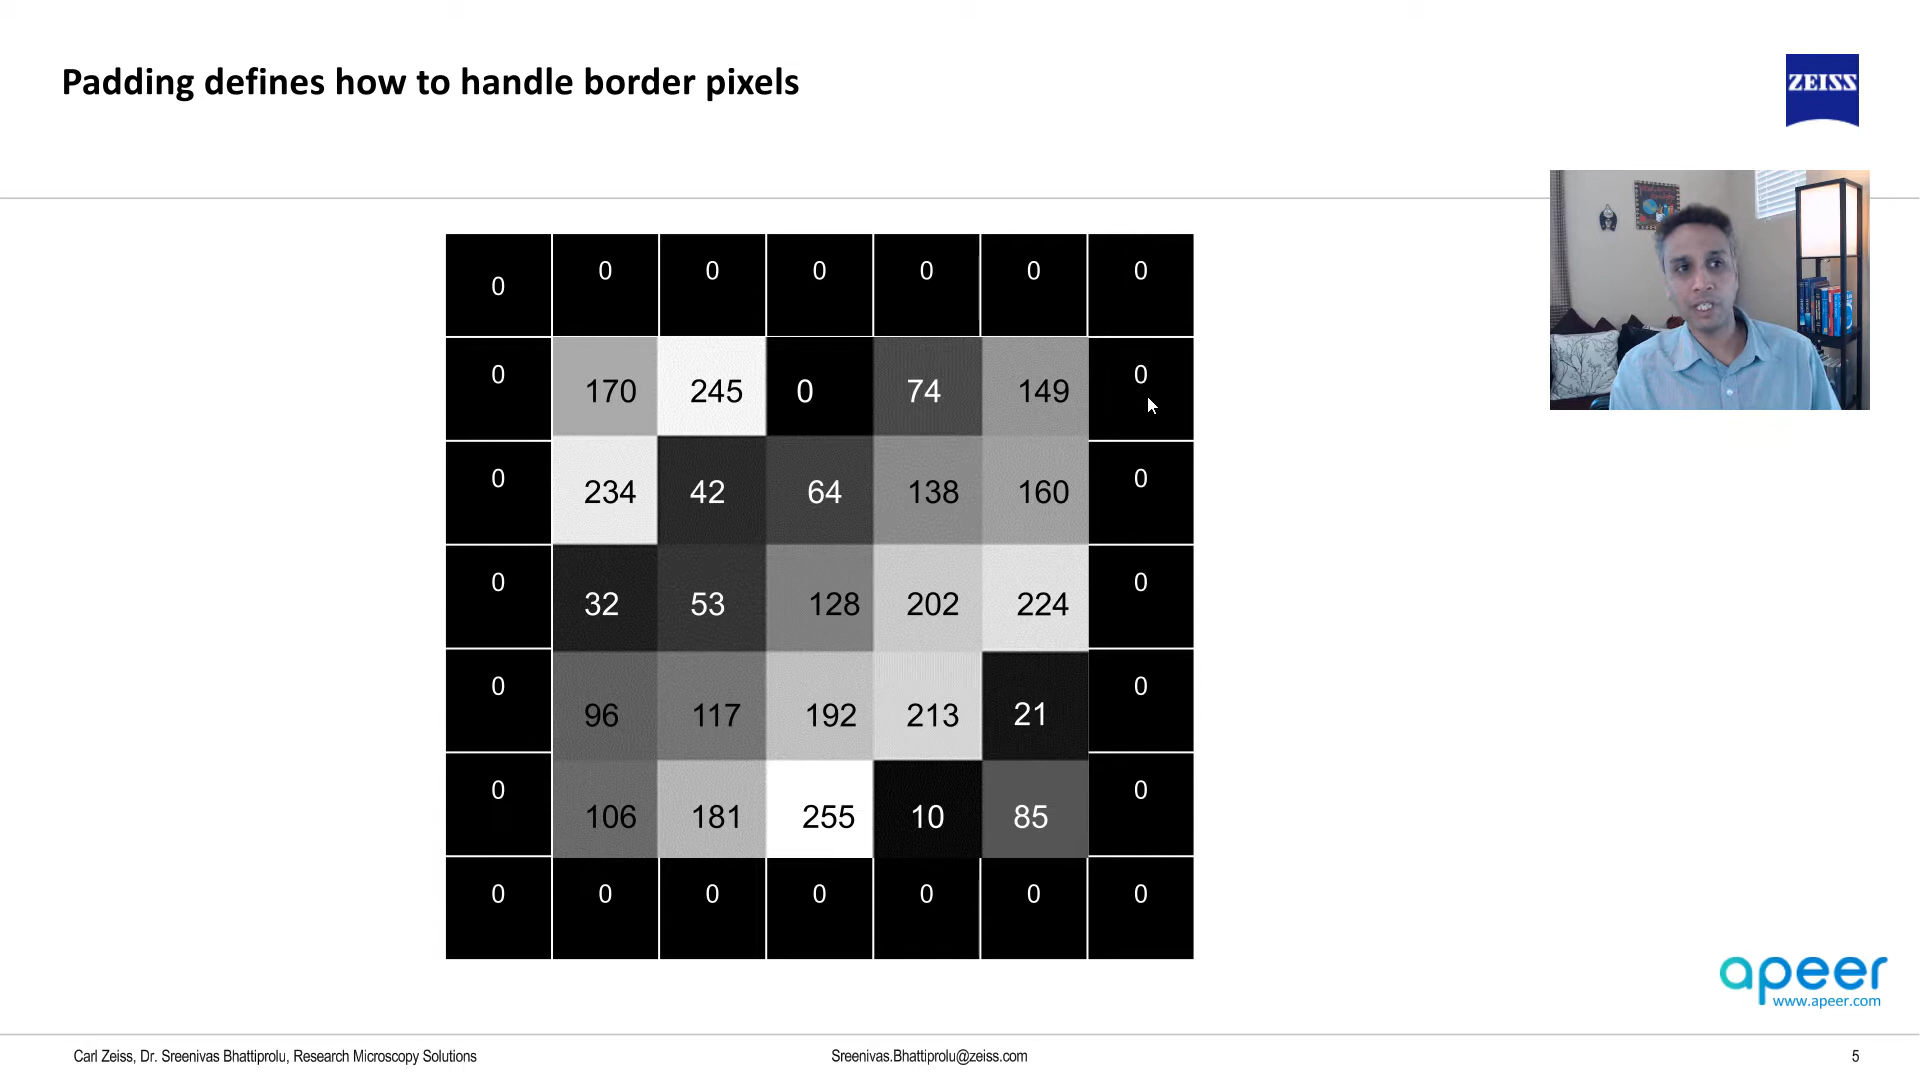 Padding defines how to handle border pixels
ZEISS
0 0 0 0 0 0 0
0 170 245 0 74 149 0
0 234 42 64 138 160 0
0 32 53 128 202 224 0
0 96 117 192 213 21 0
0 106 181 255 10 85 0
0 0 0 0 0 0 0
apeer
www.apeer.com
Carl Zeiss, Dr. Sreenivas Bhattiprolu, Research Microscopy Solutions
Sreenivas.Bhattiprolu@zeiss.com
5